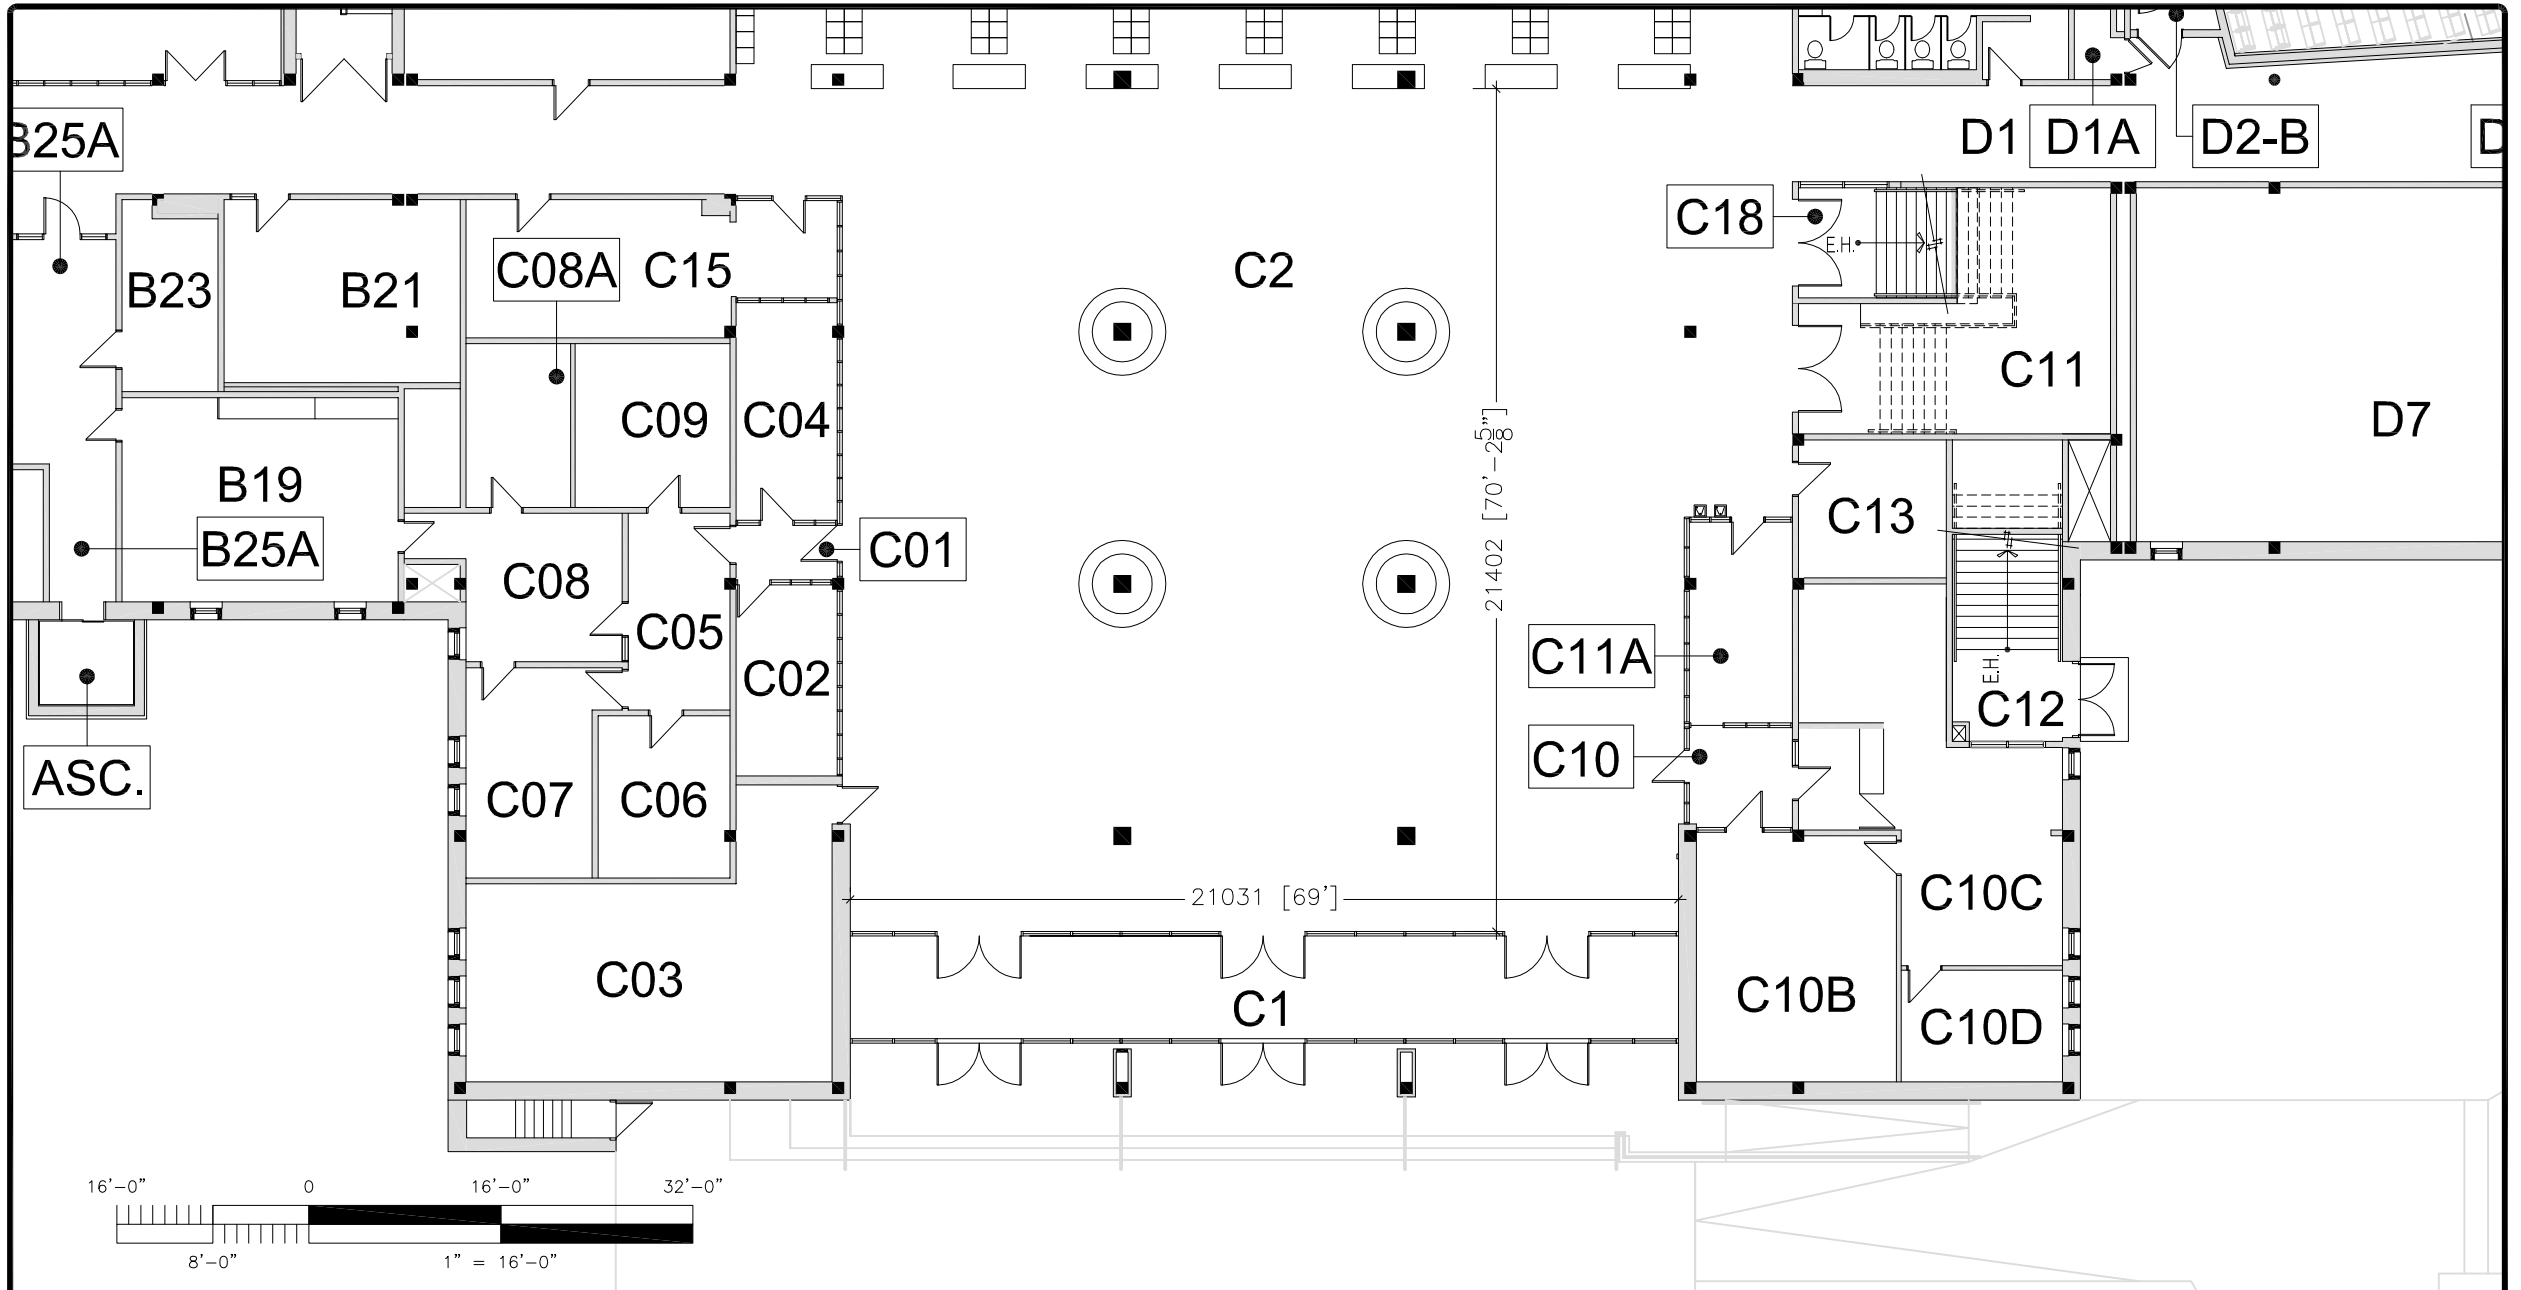 B25A
D1
D1A
D2-B
D
C18
E.H.
B23
B21
C08A
C15
C2
C11
D7
C09
C04
B19
B25A
C01
C08
C05
C02
C13
21402 [70'-2 5/8"]
C11A
E.H.
C12
C10
ASC.
C07
C06
21031 [69']
C10C
C03
C1
C10B
C10D
16'-0" 0 16'-0" 32'-0"
8'-0" 1" = 16'-0"